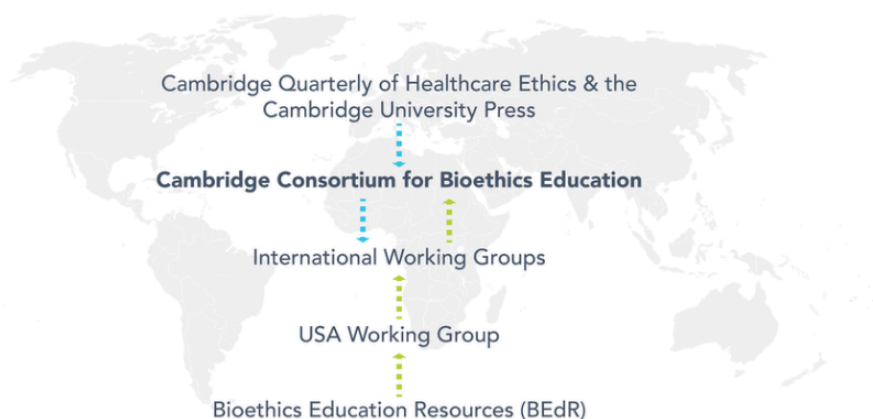 Cambridge Quarterly of Healthcare Ethics & the
Cambridge University Press
Cambridge Consortium for Bioethics Education
International Working Groups
USA Working Group
Bioethics Education Resources (BEdR)